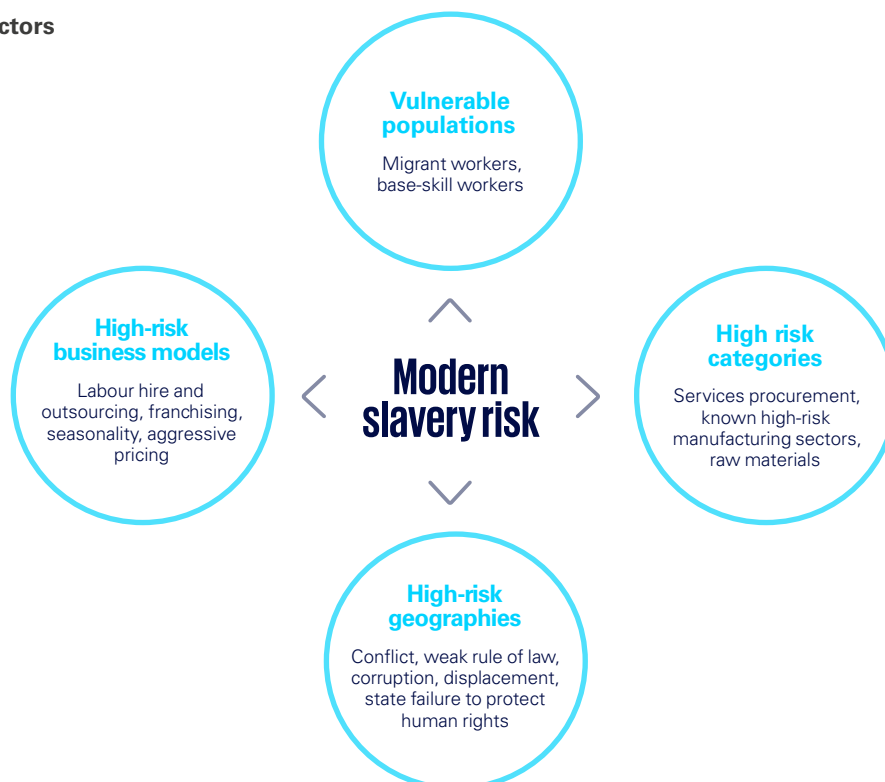 ctors
Vulnerable
populations
Migrant workers,
base-skill workers
High-risk
business models
Labour hire and
outsourcing, franchising,
seasonality, aggressive
pricing
Modern
slavery risk
High risk
categories
Services procurement,
known high-risk
manufacturing sectors,
raw materials
High-risk
geographies
Conflict, weak rule of law,
corruption, displacement,
state failure to protect
human rights